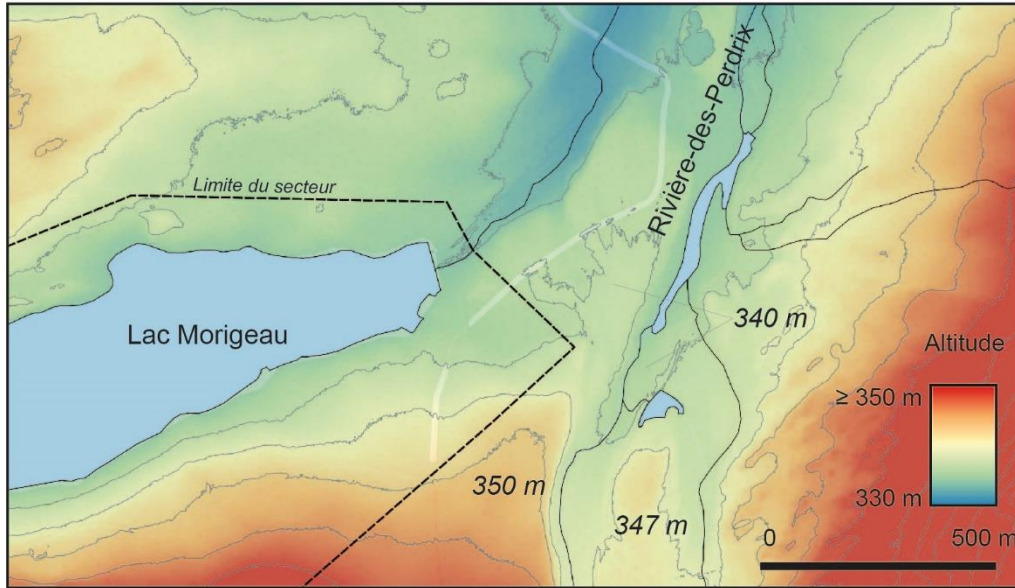 Limite du secteur
Rivière-des-Perdrix
Lac Morigeau
340 m
Altitude
≥ 350 m
330 m
350 m
347 m
0
500 m